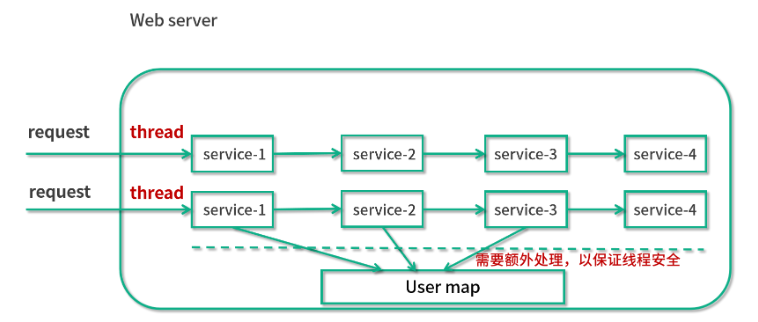 Web server
request thread
service-1 service-2 service-3 service-4
request thread
service-1 service-2 service-3 service-4
需要额外处理，以保证线程安全
User map